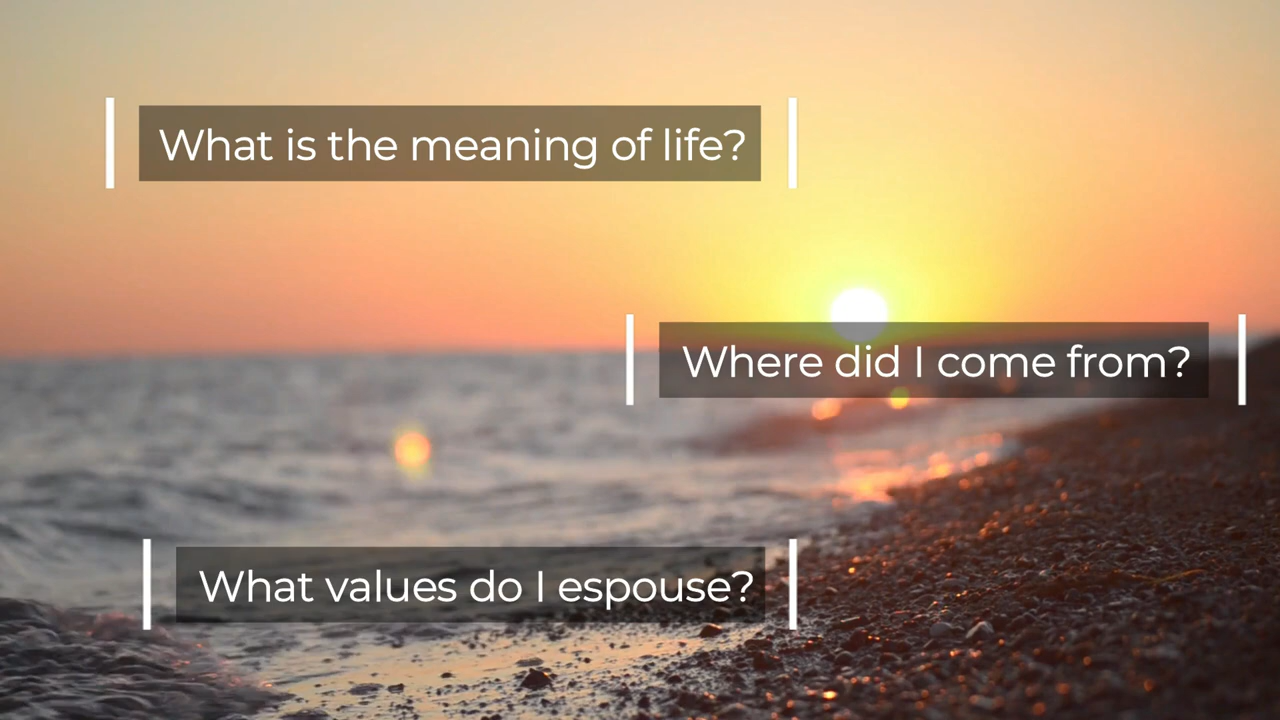 What is the meaning of life?
Where did I come from?
What values do I espouse?